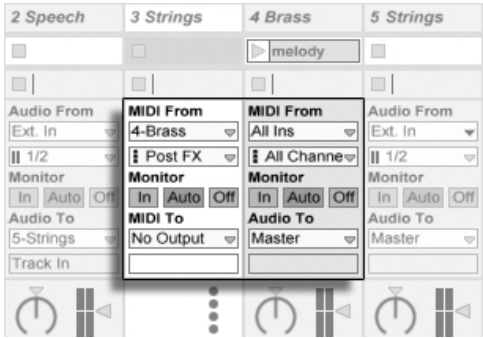 2 Speech 3 Strings 4 Brass 5 Strings
melody
Audio From MIDI From MIDI From Audio From
Ext. In 4-Brass All Ins Ext. In
1/2 Post FX All Channe 1/2
Monitor Monitor Monitor Monitor
In Auto Off In Auto Off In Auto Off In Auto Off
Audio To MIDI To Audio To Audio To
5-Strings No Output Master Master
Track In